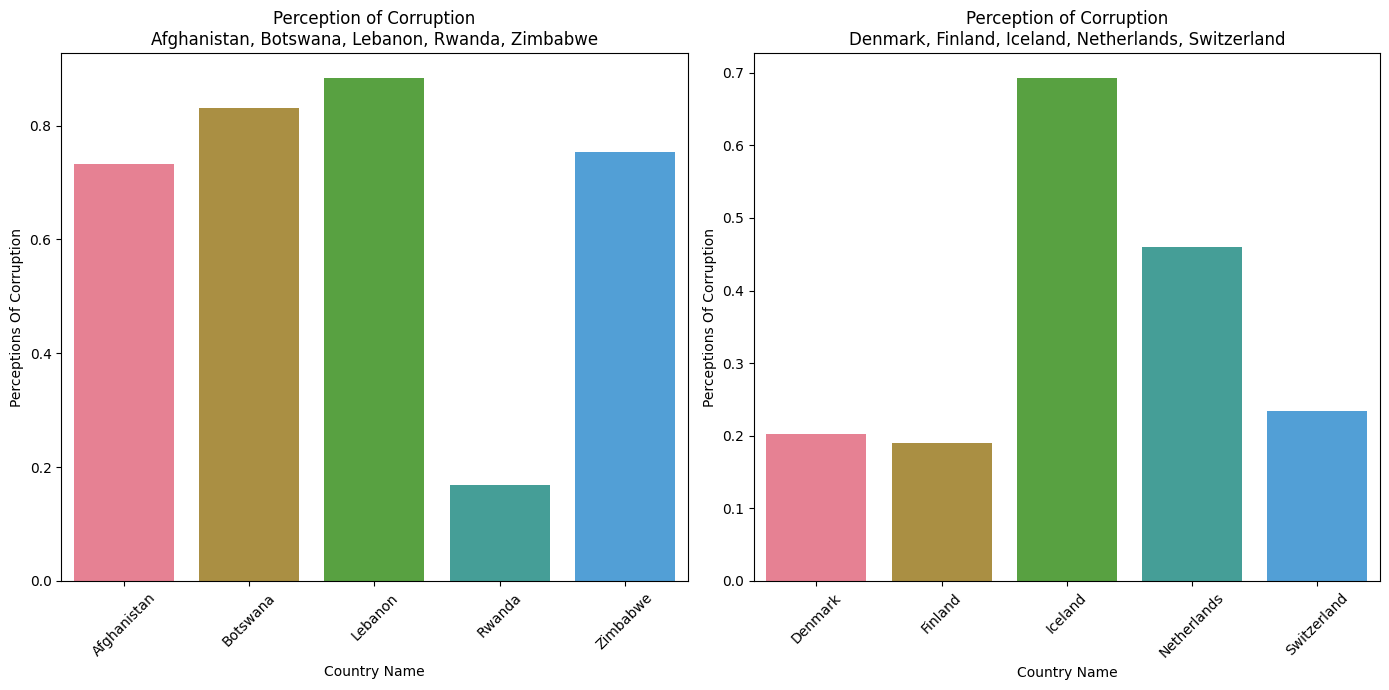 Perception of Corruption
Afghanistan, Botswana, Lebanon, Rwanda, Zimbabwe
Perceptions Of Corruption
0.8
0.6
0.4
0.2
0.0
Afghanistan
Botswana
Lebanon
Rwanda
Zimbabwe
Country Name
Perception of Corruption
Denmark, Finland, Iceland, Netherlands, Switzerland
Perceptions Of Corruption
0.7
0.6
0.5
0.4
0.3
0.2
0.1
0.0
Denmark
Finland
Iceland
Netherlands
Switzerland
Country Name